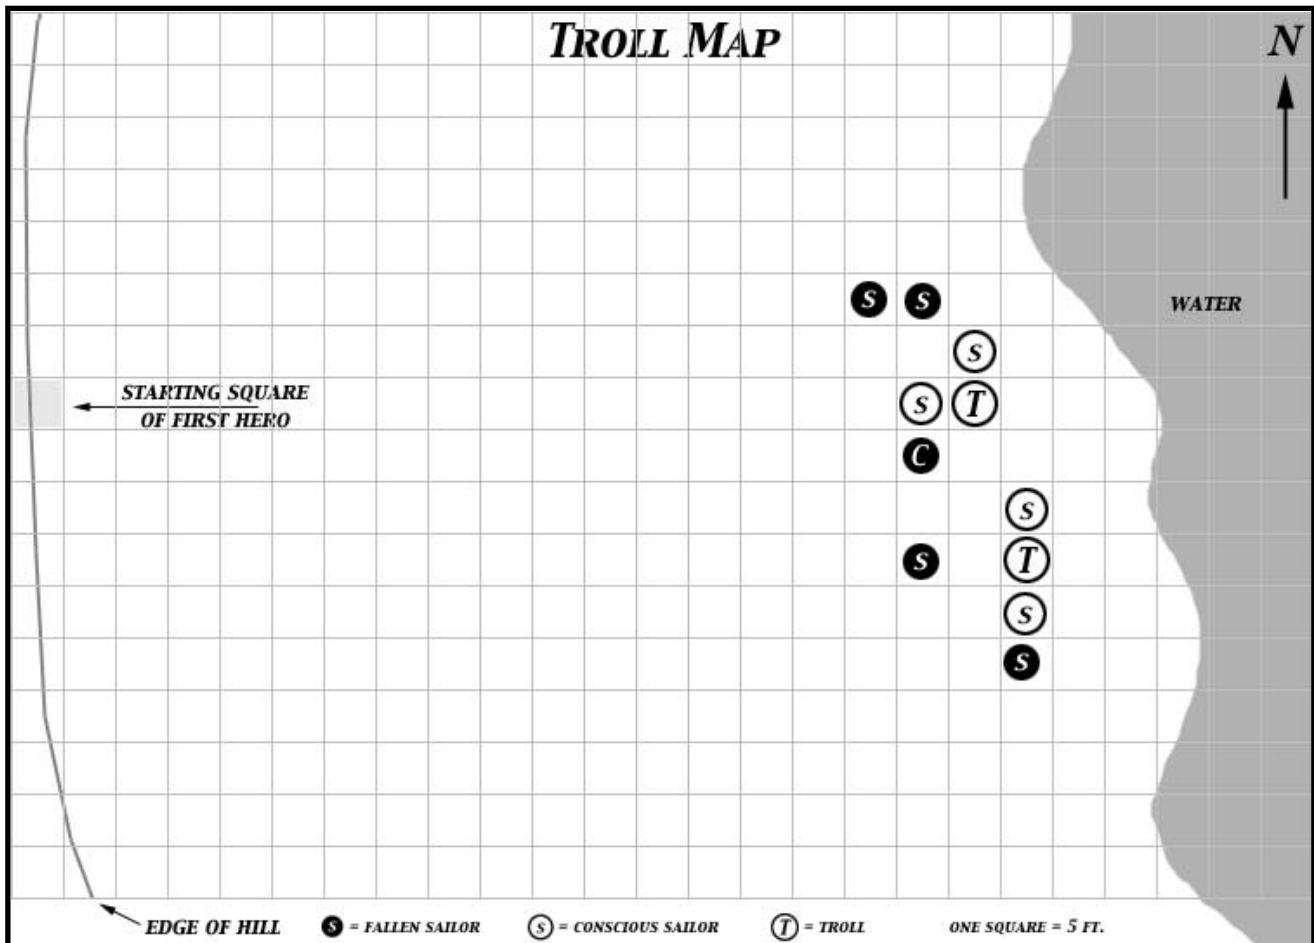 TROLL MAP
N
S S
WATER
S
STARTING SQUARE
OF FIRST HERO
S T
C
S
S T
S
S
EDGE OF HILL S = FALLEN SAILOR S = CONSCIOUS SAILOR T = TROLL ONE SQUARE = 5 FT.